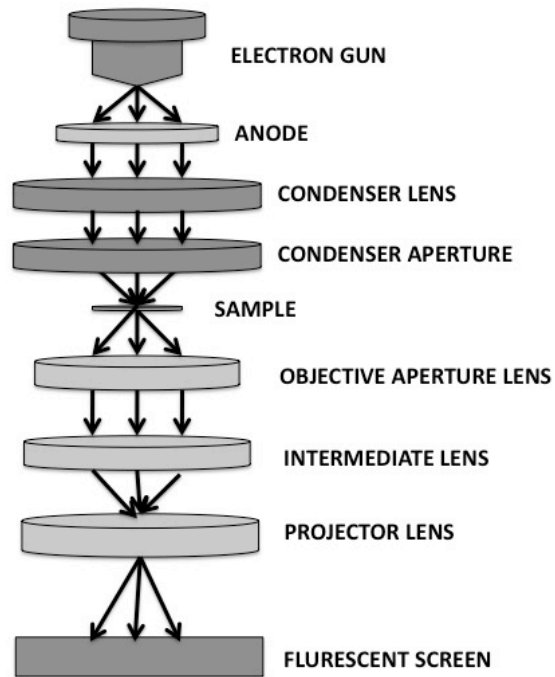 ELECTRON GUN
ANODE
CONDENSER LENS
CONDENSER APERTURE
SAMPLE
OBJECTIVE APERTURE LENS
INTERMEDIATE LENS
PROJECTOR LENS
FLURESCENT SCREEN